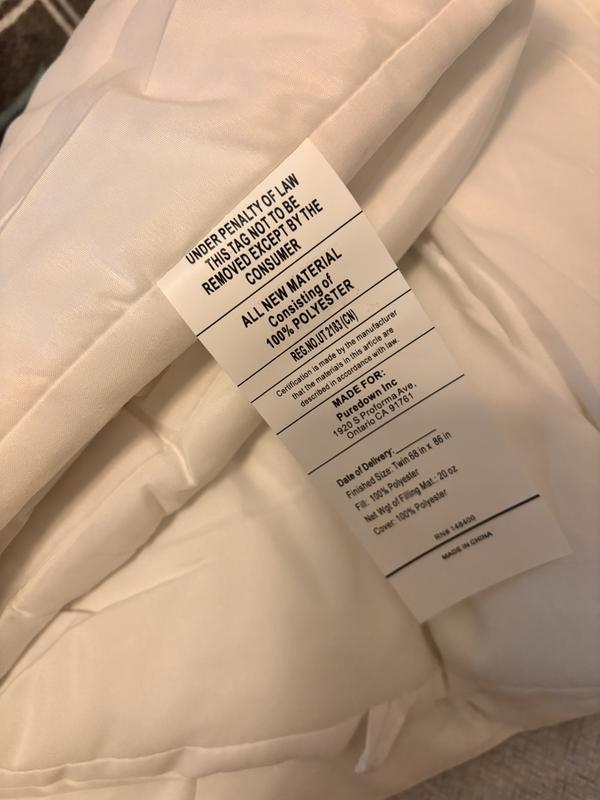 UNDER PENALTY OF LAW
THIS TAG NOT TO BE
REMOVED EXCEPT BY THE
CONSUMER
ALL NEW MATERIAL
Consisting of
100% POLYESTER
REG.NO.UT 2183 (CN)
Certification is made by the manufacturer
that the materials in this article are
described in accordance with law.
MADE FOR:
Puredown Inc
1920 S Proforma Ave,
Ontario CA 91761
Date of Delivery:
Finished Size: Twin 68 in x 86 in
Fill: 100% Polyester
Net Wgt of Filling Mat.: 20 oz
Cover: 100% Polyester
RN# 148400
MADE IN CHINA